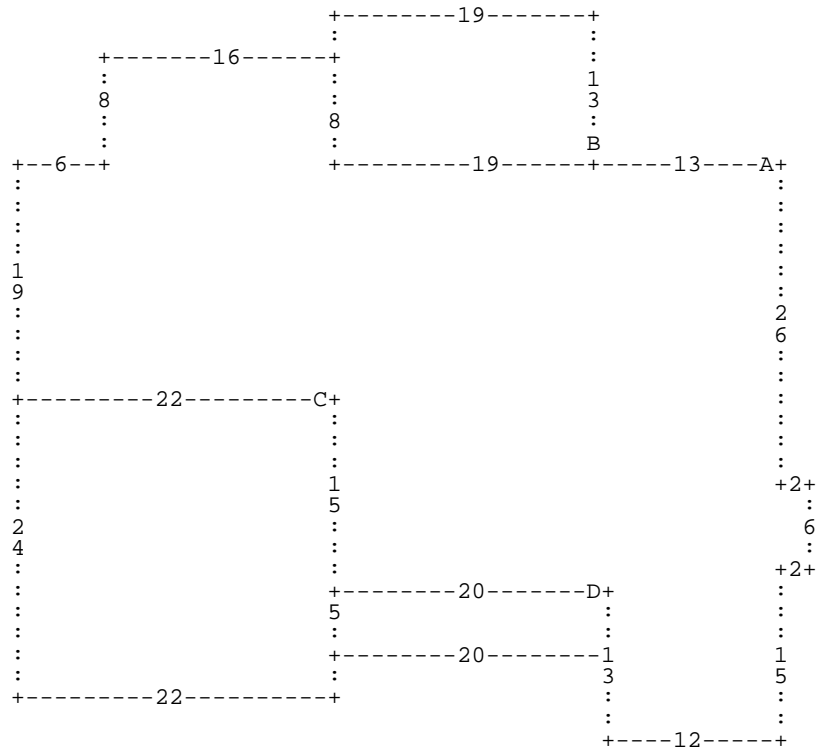 +--------19-------+
                      :                 :
      +-------16------+                 :
      :               :                 1
      8               :                 3
      :               8                 :
      :               :                 B
+--6--+               +--------19-------+-----13----A+
:                                                    :
:                                                    :
:                                                    :
:                                                    :
1                                                    :
9                                                    :
:                                                    2
:                                                    6
:                                                    :
:                                                    :
+---------22---------C+                              :
:                     :                              :
:                     :                              :
:                     :                              :
:                     1                              +2+
:                     5                                :
2                     :                                6
4                     :                                :
:                     :                              +2+
:                     +--------20-------D+           :
:                     5                  :           :
:                     :                  :           :
:                     +--------20--------1           1
:                     :                  3           5
+---------22----------+                  :           :
                                         :           :
                                         +-----12----+